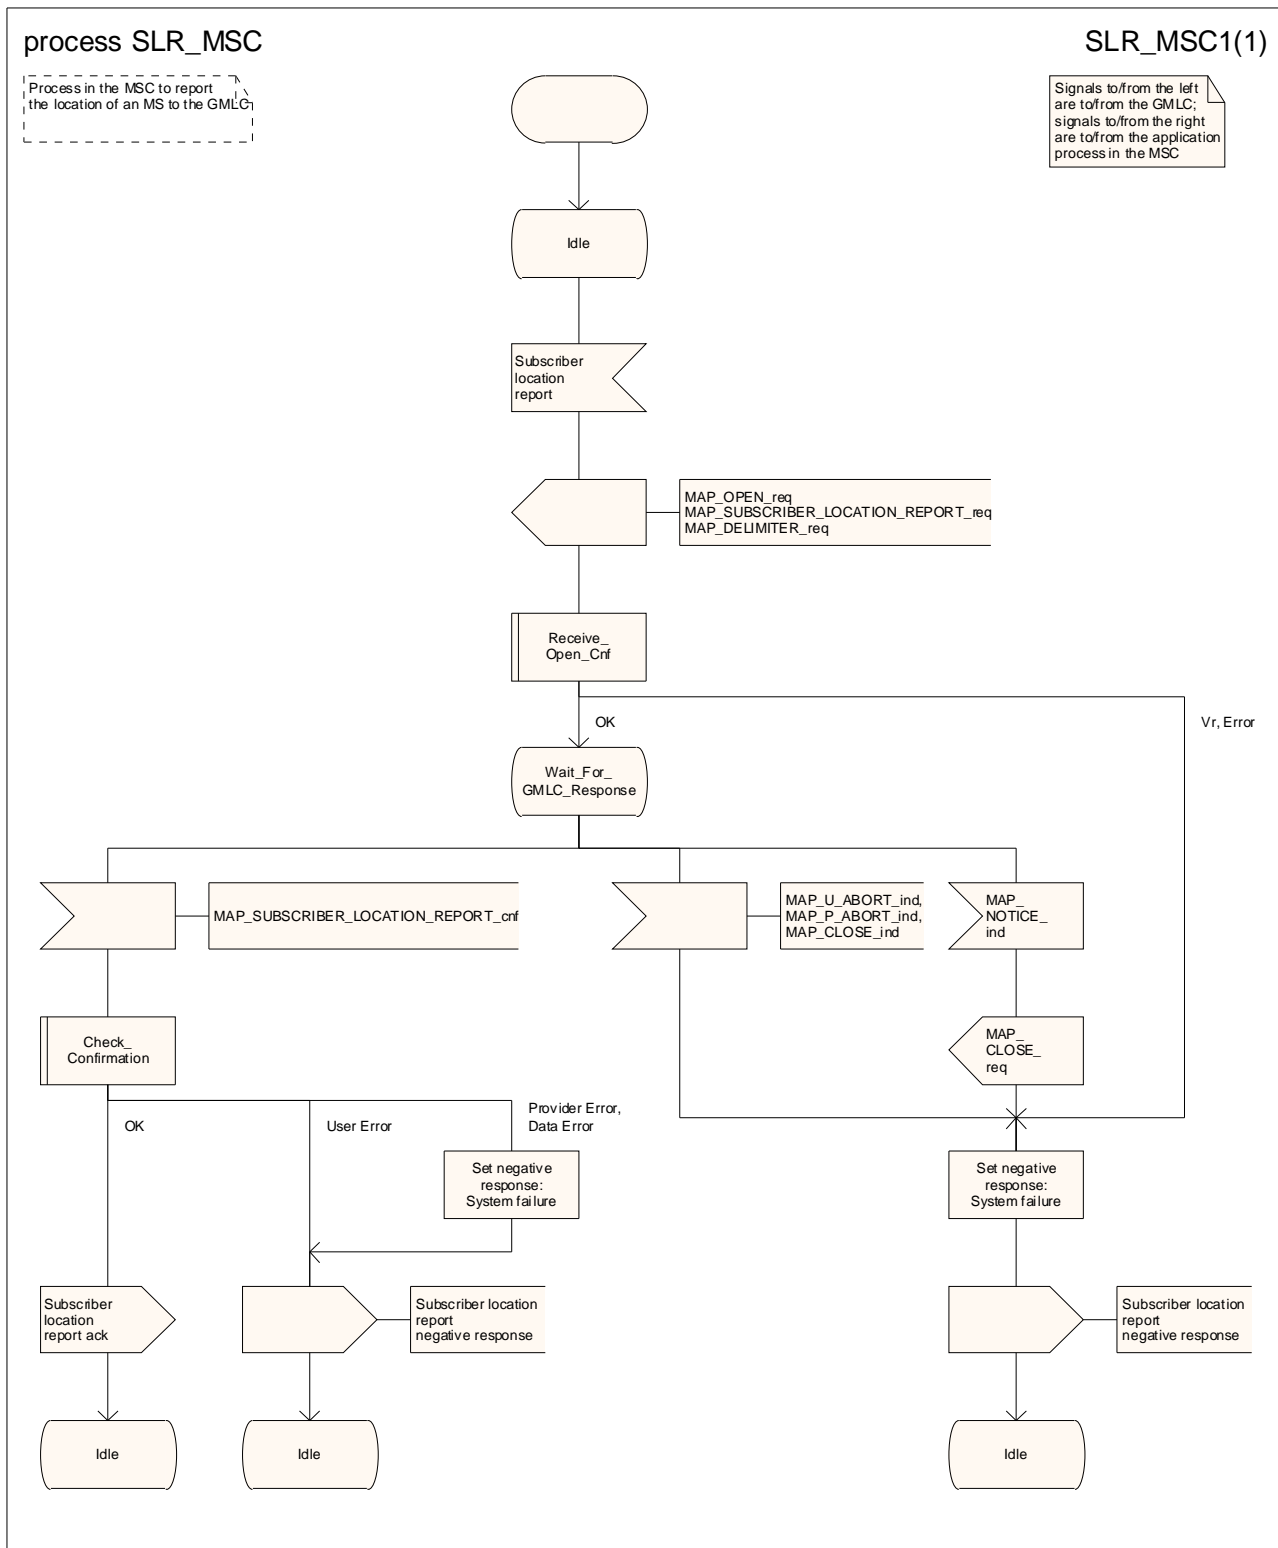 process SLR_MSC
SLR_MSC1(1)
Process in the MSC to report
the location of an MS to the GMLC
Signals to/from the left
are to/from the GMLC;
signals to/from the right
are to/from the application
process in the MSC
Idle
Subscriber
location
report
MAP_OPEN_req
MAP_SUBSCRIBER_LOCATION_REPORT_req
MAP_DELIMITER_req
Receive_
Open_Cnf
OK
Vr, Error
Wait_For_
GMLC_Response
MAP_SUBSCRIBER_LOCATION_REPORT_cnf
MAP_U_ABORT_ind,
MAP_P_ABORT_ind,
MAP_CLOSE_ind
MAP_
NOTICE_
ind
Check_
Confirmation
MAP_
CLOSE_
req
OK
User Error
Provider Error,
Data Error
Set negative
response:
System failure
Set negative
response:
System failure
Subscriber
location
report ack
Subscriber location
report
negative response
Subscriber location
report
negative response
Idle
Idle
Idle